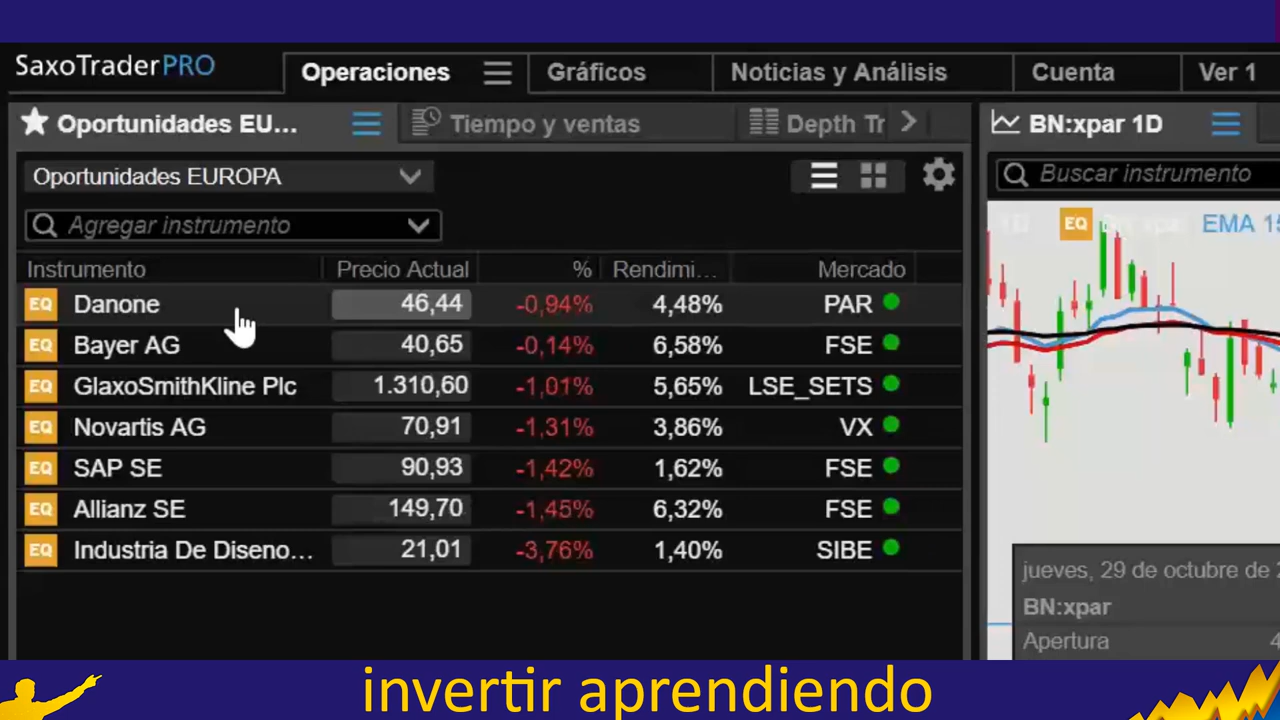 SaxoTraderPRO
Operaciones Gráficos Noticias y Análisis Cuenta Ver 1
Oportunidades EU... Tiempo y ventas Depth Tr BN:xpar 1D
Oportunidades EUROPA Buscar instrumento
Agregar instrumento EQ EMA
Instrumento Precio Actual % Rendimi... Mercado
EQ Danone 46,44 -0,94% 4,48% PAR
EQ Bayer AG 40,65 -0,14% 6,58% FSE
EQ GlaxoSmithKline Plc 1.310,60 -1,01% 5,65% LSE_SETS
EQ Novartis AG 70,91 -1,31% 3,86% VX
EQ SAP SE 90,93 -1,42% 1,62% FSE
EQ Allianz SE 149,70 -1,45% 6,32% FSE
EQ Industria De Diseno... 21,01 -3,76% 1,40% SIBE
jueves, 29 de octubre de
BN:xpar
Apertura
invertir aprendiendo